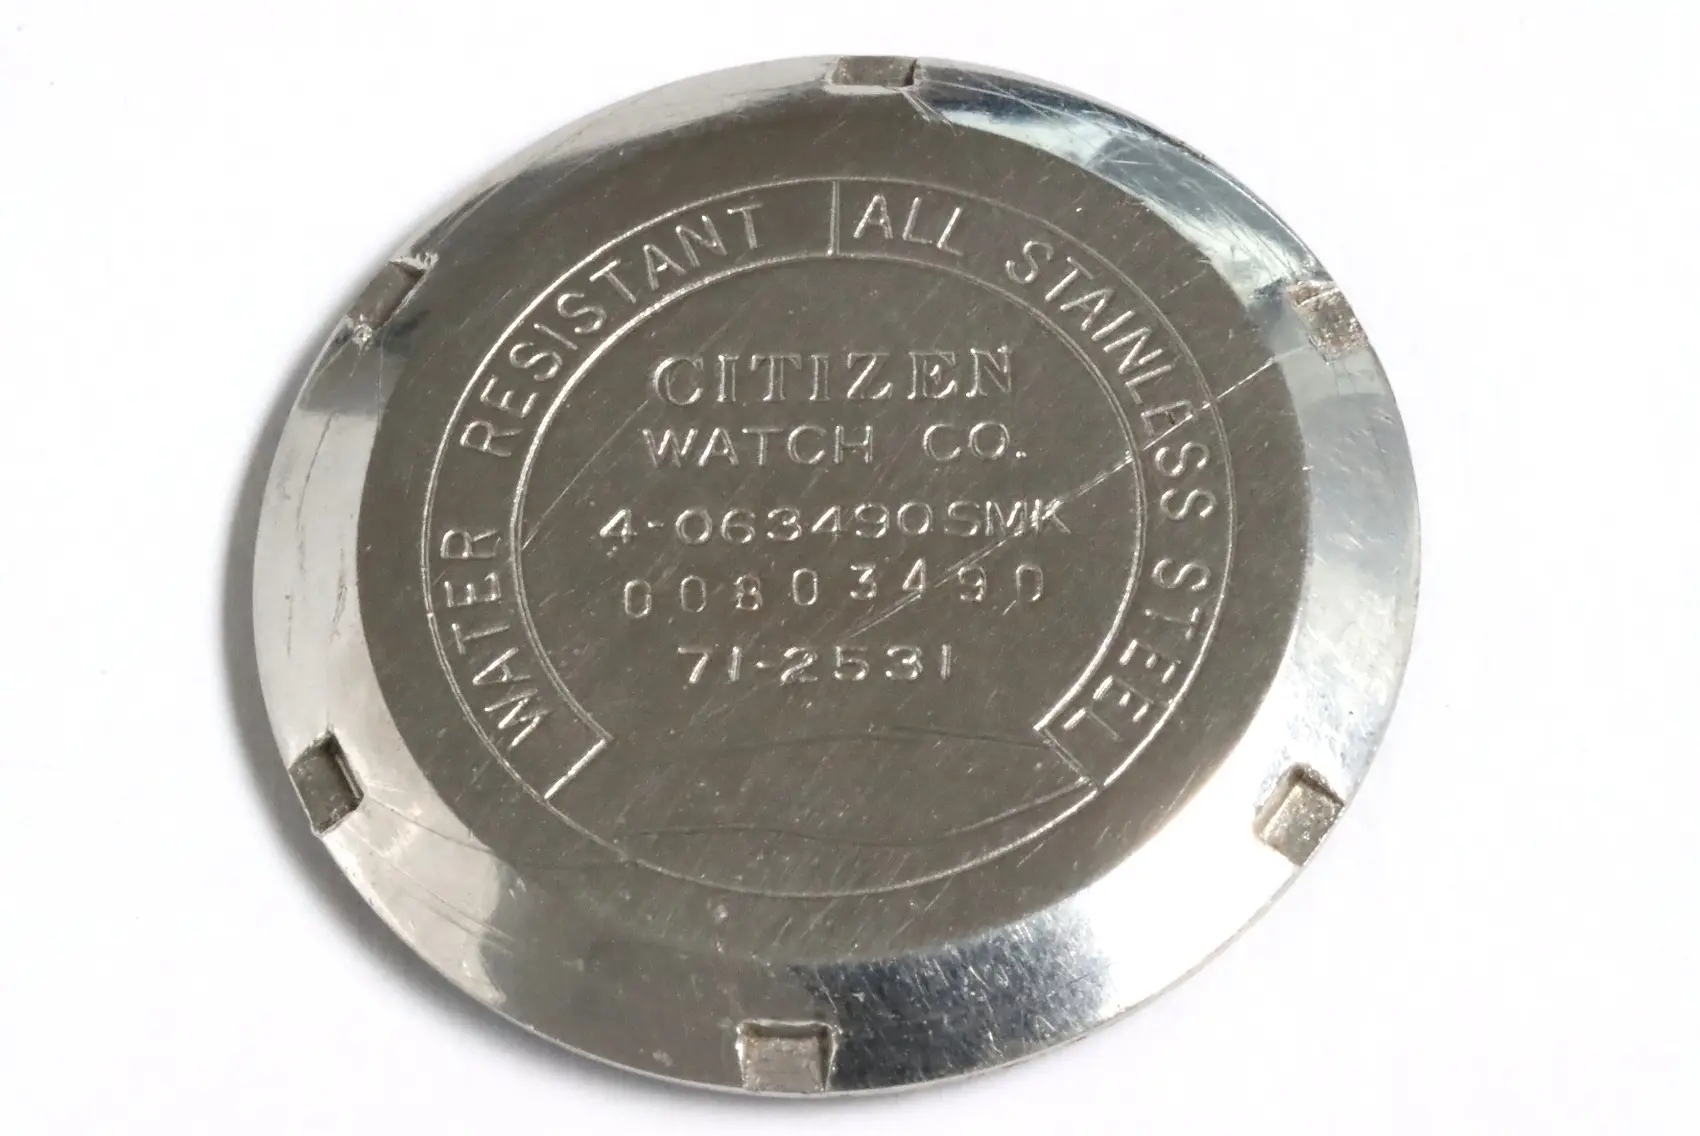 WATER RESISTANT
ALL STAINLESS STEEL
CITIZEN
WATCH CO.
4-063490SMK
00803490
71-2531